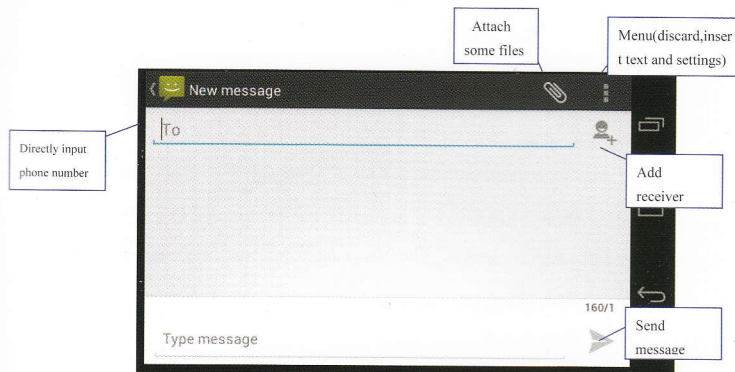 Attach
some files
Menu(discard,inser
t text and settings)
New message
To
Directly input
phone number
Add
receiver
160/1
Type message
Send
message